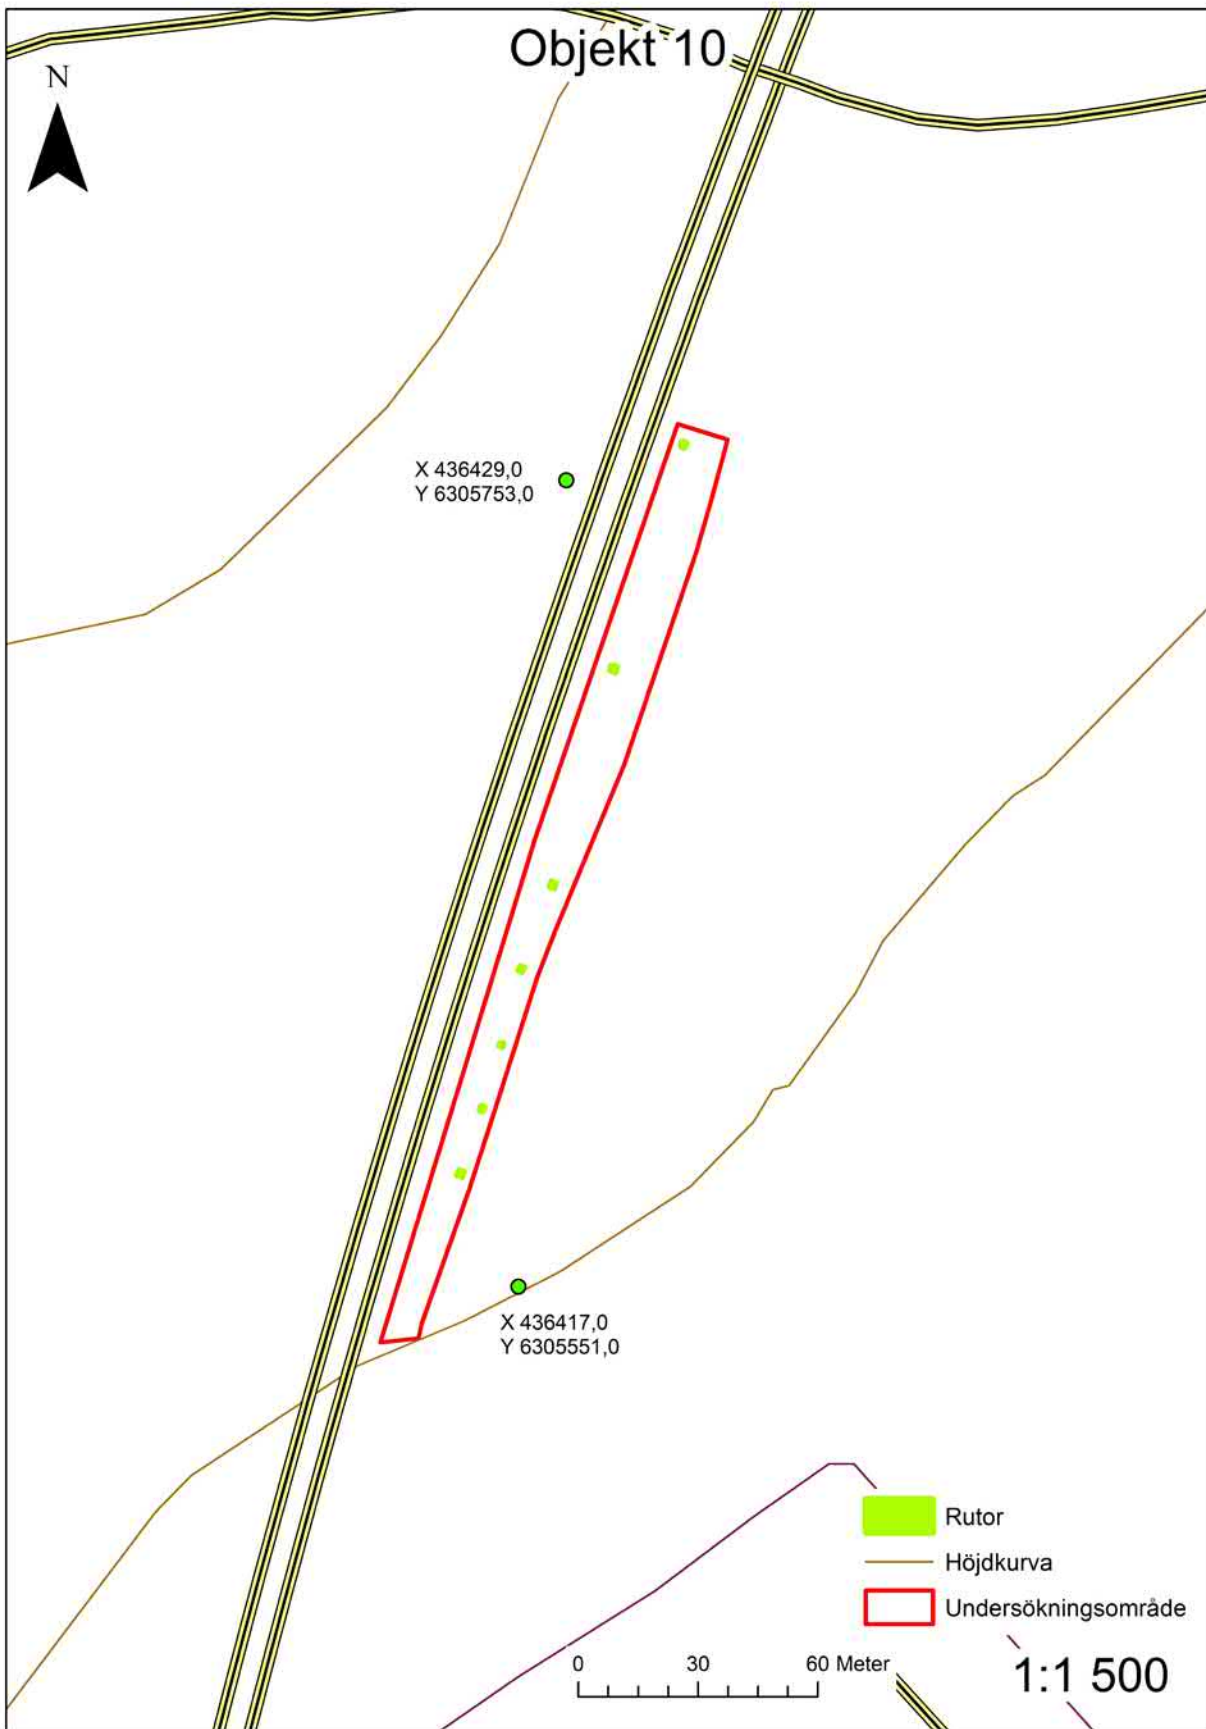 Objekt 10
N
X 436429,0
Y 6305753,0
X 436417,0
Y 6305551,0
Rutor
Höjdkurva
Undersökningsområde
0 30 60 Meter
1:1 500